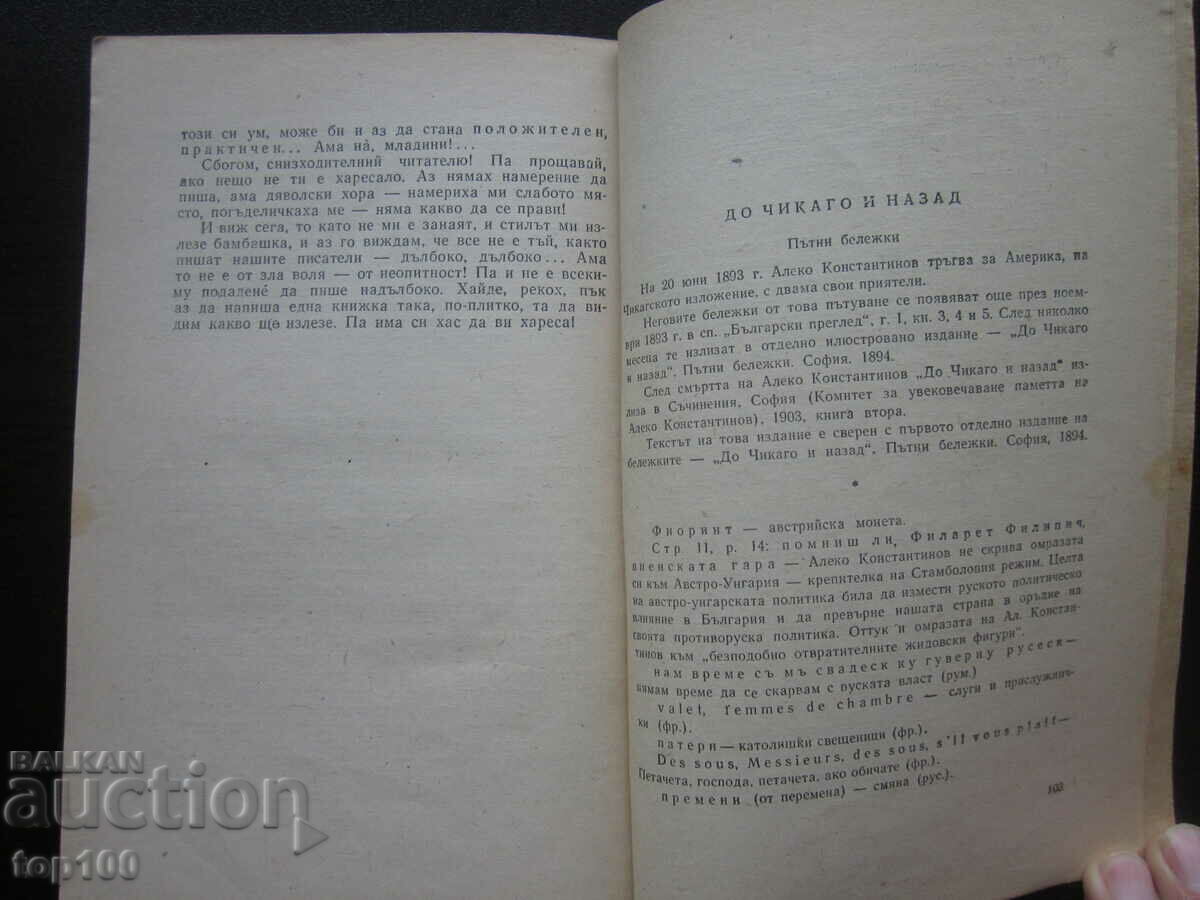 този си ум, може би и аз да стана положителен,
практичен... Ама на̀, младини!...
Сбогом, снизходителний читателю! Па прощавай,
ако нещо не ти е харесало. Аз нямах намерение да
пиша, ама дяволски хора — намериха ми слабото мя-
сто, погъделичкаха ме — няма какво да се прави!
И виж сега, то като не ми е занаят, и стилът ми из-
лезе бамбашка, и аз го виждам, че все не е тъй, както
пишат нашите писатели — дълбоко, дълбоко... Ама
то не е от зла воля — от неопитност! Па и не е всеки-
му подаденé да пише надълбоко. Хайде, рекох, пък
аз да напиша една книжка така, по-плитко, та да ви-
дим какво ще излезе. Па има си хас да ви хареса!
ДО ЧИКАГО И НАЗАД
Пътни бележки
На 20 юни 1893 г. Алеко Константинов тръгва за Америка, на
Чикагското изложение, с двама свои приятели.
Неговите бележки от това пътуване се появяват още през ноем-
ври 1893 г. в сп. „Български преглед“, г. I, кн. 3, 4 и 5. След няколко
месеца те излизат в отделно илюстровано издание — „До Чикаго
и назад“. Пътни бележки. София. 1894.
След смъртта на Алеко Константинов „До Чикаго и назад“ из-
лиза в Съчинения, София (Комитет за увековечаване паметта на
Алеко Константинов), 1903, книга втора.
Текстът на това издание е сверен с първото отделно издание на
бележките — „До Чикаго и назад“. Пътни бележки. София, 1894.
*
Фиоринт — австрийска монета.
Стр. 11, р. 14: помниш ли, Филарет Филипич,
виенската гара — Алеко Константинов не скрива омразата
си към Австро-Унгария — крепителка на Стамболовия режим. Целта
на австро-унгарската политика била да измести руското политическо
влияние в България и да превърне нашата страна в оръдие на
своята противоруска политика. Оттук и омразата на Ал. Констан-
тинов към „безподобно отвратителните жидовски фигури“.
нам време съ мъ свадеск ку гуверну русеск —
нямам време да се скарвам с руската власт (рум.)
valet, femmes de chambre — слуги и прислужнич-
ки (фр.).
патери — католишки свещеници (фр.).
Des sous, Messieurs, des sous, s'il vous plaît —
Петачета, господа, петачета, ако обичате (фр.).
премени (от перемена) — смяна (рус.).
103
BALKAN
auction
top100